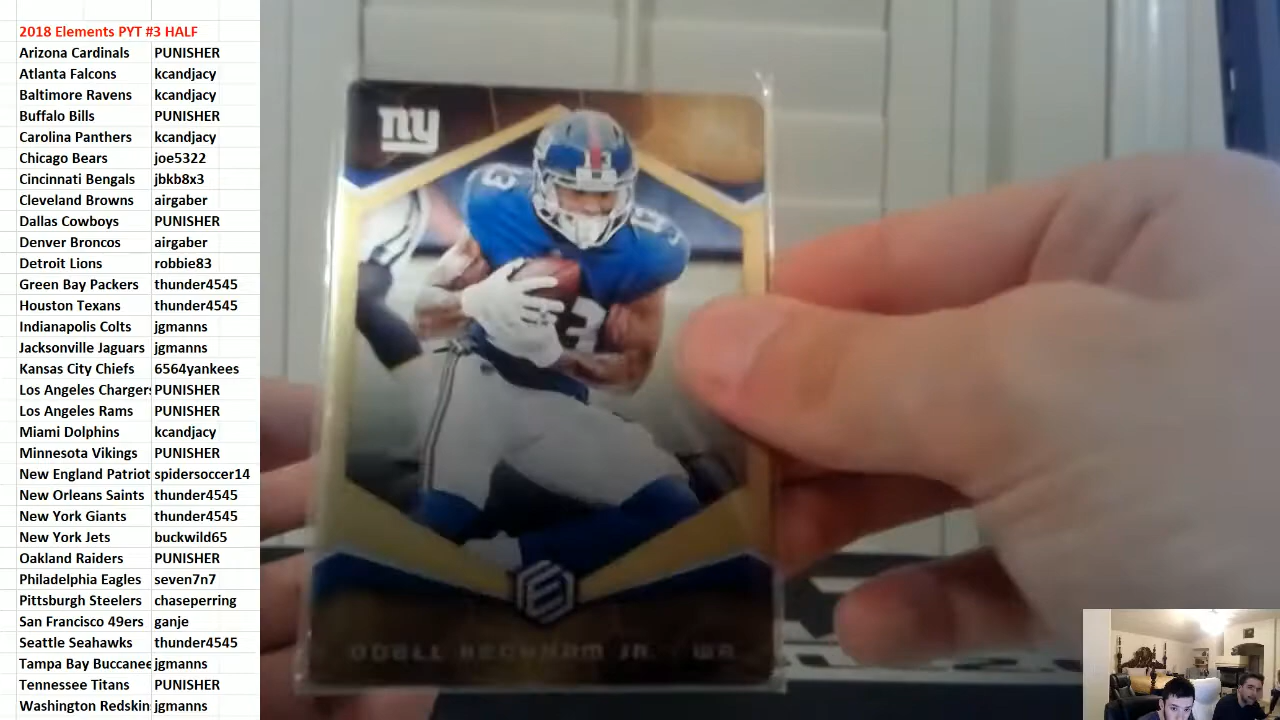 2018 Elements PYT #3 HALF
Arizona Cardinals PUNISHER
Atlanta Falcons kcandjacy
Baltimore Ravens kcandjacy
Buffalo Bills PUNISHER
Carolina Panthers kcandjacy
Chicago Bears joe5322
Cincinnati Bengals jbkb8x3
Cleveland Browns airgaber
Dallas Cowboys PUNISHER
Denver Broncos airgaber
Detroit Lions robbie83
Green Bay Packers thunder4545
Houston Texans thunder4545
Indianapolis Colts jgmanns
Jacksonville Jaguars jgmanns
Kansas City Chiefs 6564yankees
Los Angeles Chargers PUNISHER
Los Angeles Rams PUNISHER
Miami Dolphins kcandjacy
Minnesota Vikings PUNISHER
New England Patriot spidersoccer14
New Orleans Saints thunder4545
New York Giants thunder4545
New York Jets buckwild65
Oakland Raiders PUNISHER
Philadelphia Eagles seven7n7
Pittsburgh Steelers chaseperring
San Francisco 49ers ganje
Seattle Seahawks thunder4545
Tampa Bay Buccanee jgmanns
Tennessee Titans PUNISHER
Washington Redskin jgmanns
ny
13
ODELL BECKHAM JR. WR